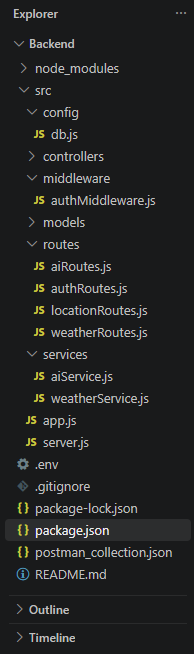 Explorer
Backend
node_modules
src
config
JS db.js
controllers
middleware
JS authMiddleware.js
models
routes
JS aiRoutes.js
JS authRoutes.js
JS locationRoutes.js
JS weatherRoutes.js
services
JS aiService.js
JS weatherService.js
JS app.js
JS server.js
.env
.gitignore
{} package-lock.json
{} package.json
{} postman_collection.json
README.md
Outline
Timeline